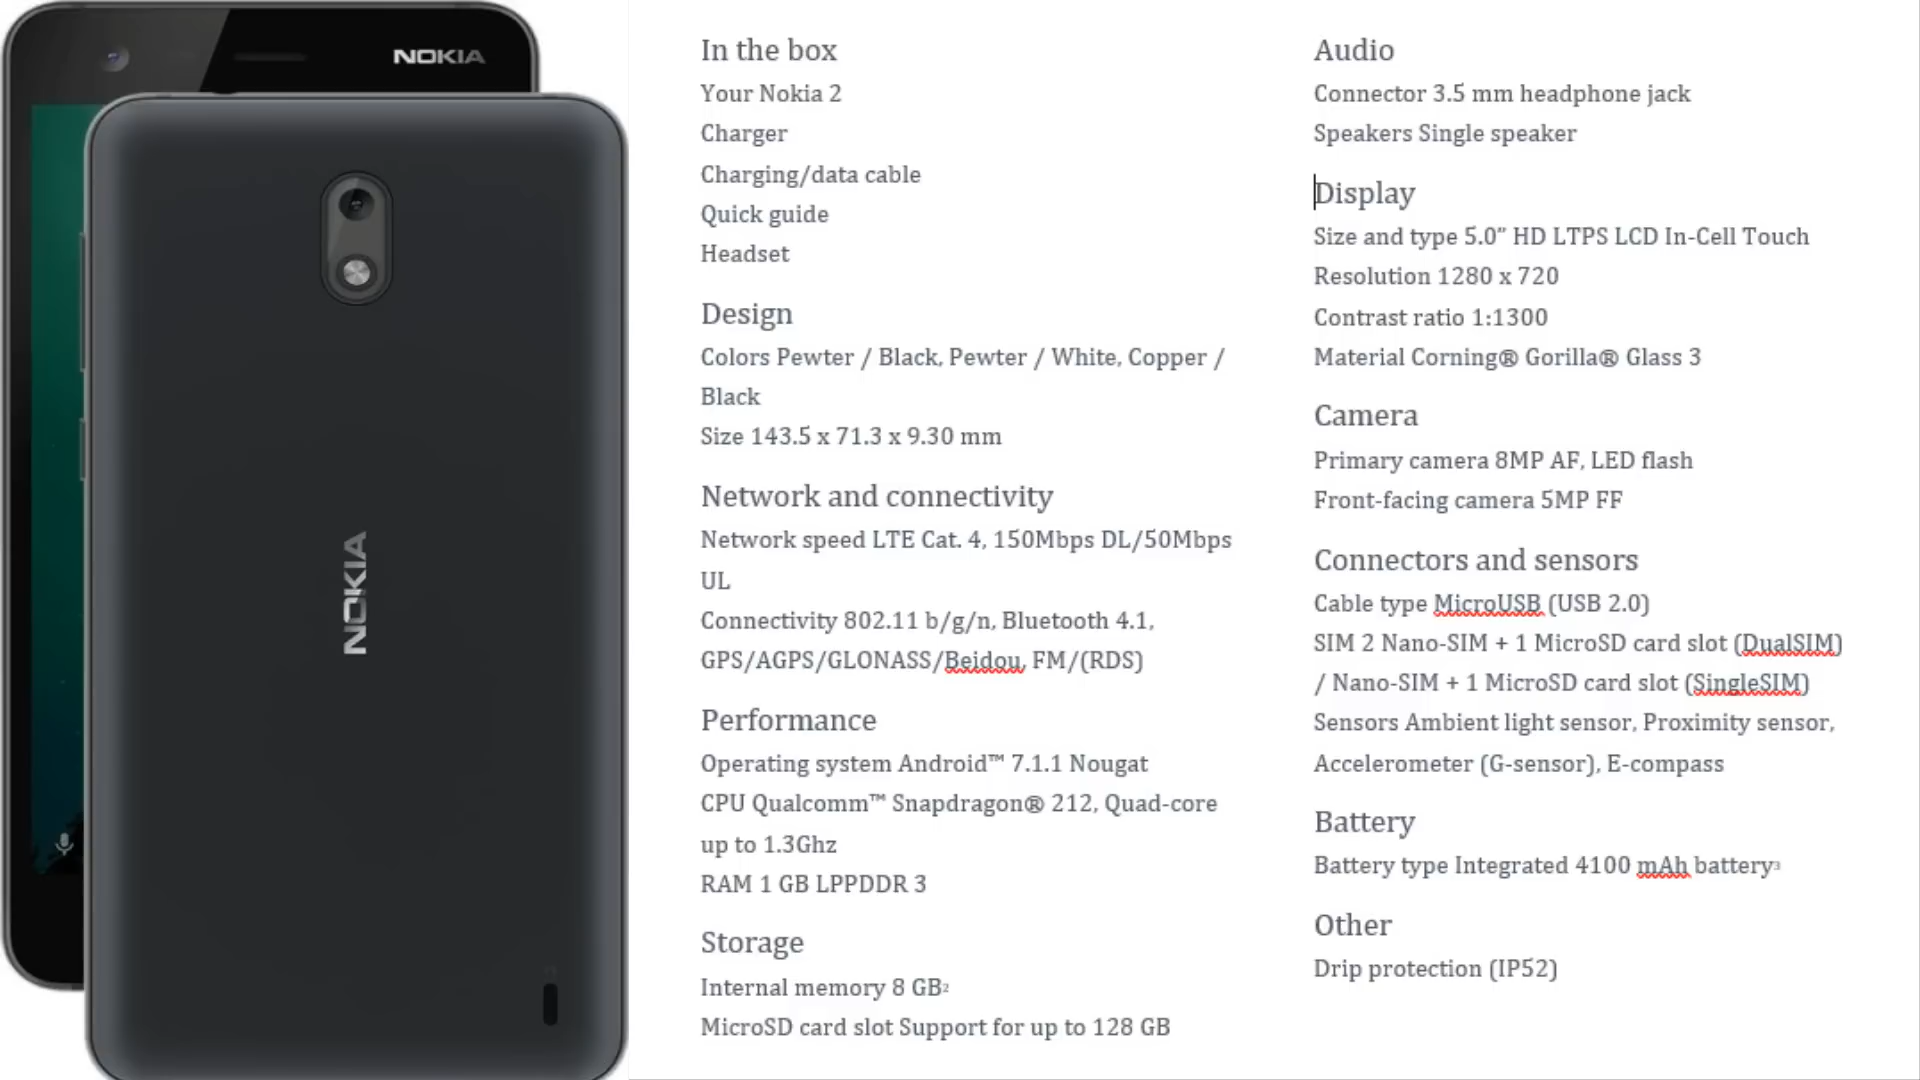 NOKIA
NOKIA
In the box
Your Nokia 2
Charger
Charging/data cable
Quick guide
Headset
Design
Colors Pewter / Black, Pewter / White, Copper /
Black
Size 143.5 x 71.3 x 9.30 mm
Network and connectivity
Network speed LTE Cat. 4, 150Mbps DL/50Mbps
UL
Connectivity 802.11 b/g/n, Bluetooth 4.1,
GPS/AGPS/GLONASS/Beidou, FM/(RDS)
Performance
Operating system Android™ 7.1.1 Nougat
CPU Qualcomm™ Snapdragon® 212, Quad-core
up to 1.3Ghz
RAM 1 GB LPPDDR 3
Storage
Internal memory 8 GB²
MicroSD card slot Support for up to 128 GB
Audio
Connector 3.5 mm headphone jack
Speakers Single speaker
Display
Size and type 5.0” HD LTPS LCD In-Cell Touch
Resolution 1280 x 720
Contrast ratio 1:1300
Material Corning® Gorilla® Glass 3
Camera
Primary camera 8MP AF, LED flash
Front-facing camera 5MP FF
Connectors and sensors
Cable type MicroUSB (USB 2.0)
SIM 2 Nano-SIM + 1 MicroSD card slot (DualSIM)
/ Nano-SIM + 1 MicroSD card slot (SingleSIM)
Sensors Ambient light sensor, Proximity sensor,
Accelerometer (G-sensor), E-compass
Battery
Battery type Integrated 4100 mAh battery³
Other
Drip protection (IP52)